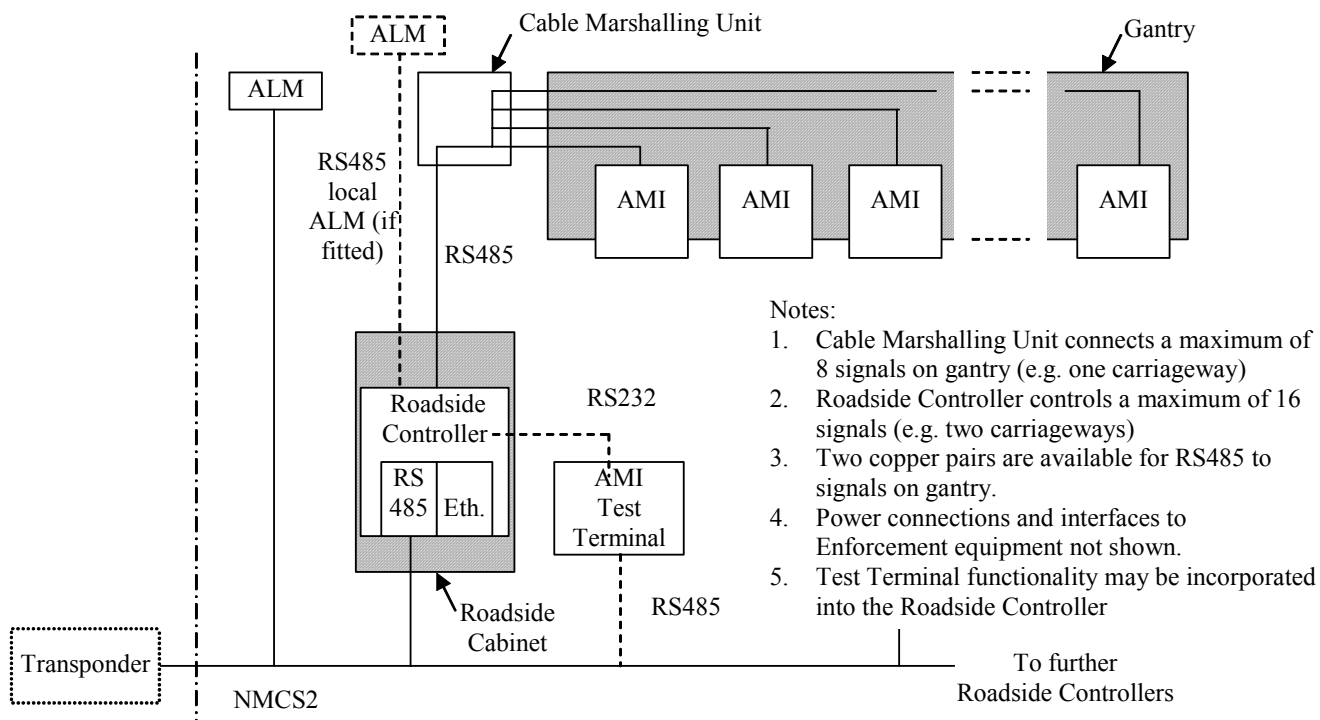 ALM
Cable Marshalling Unit
Gantry
ALM
RS485
local
ALM (if
fitted)
RS485
AMI
AMI
AMI
AMI
Notes:
1. Cable Marshalling Unit connects a maximum of
8 signals on gantry (e.g. one carriageway)
2. Roadside Controller controls a maximum of 16
signals (e.g. two carriageways)
3. Two copper pairs are available for RS485 to
signals on gantry.
4. Power connections and interfaces to
Enforcement equipment not shown.
5. Test Terminal functionality may be incorporated
into the Roadside Controller
Roadside
Controller
RS
485
Eth.
RS232
AMI
Test
Terminal
RS485
Roadside
Cabinet
Transponder
NMCS2
To further
Roadside Controllers